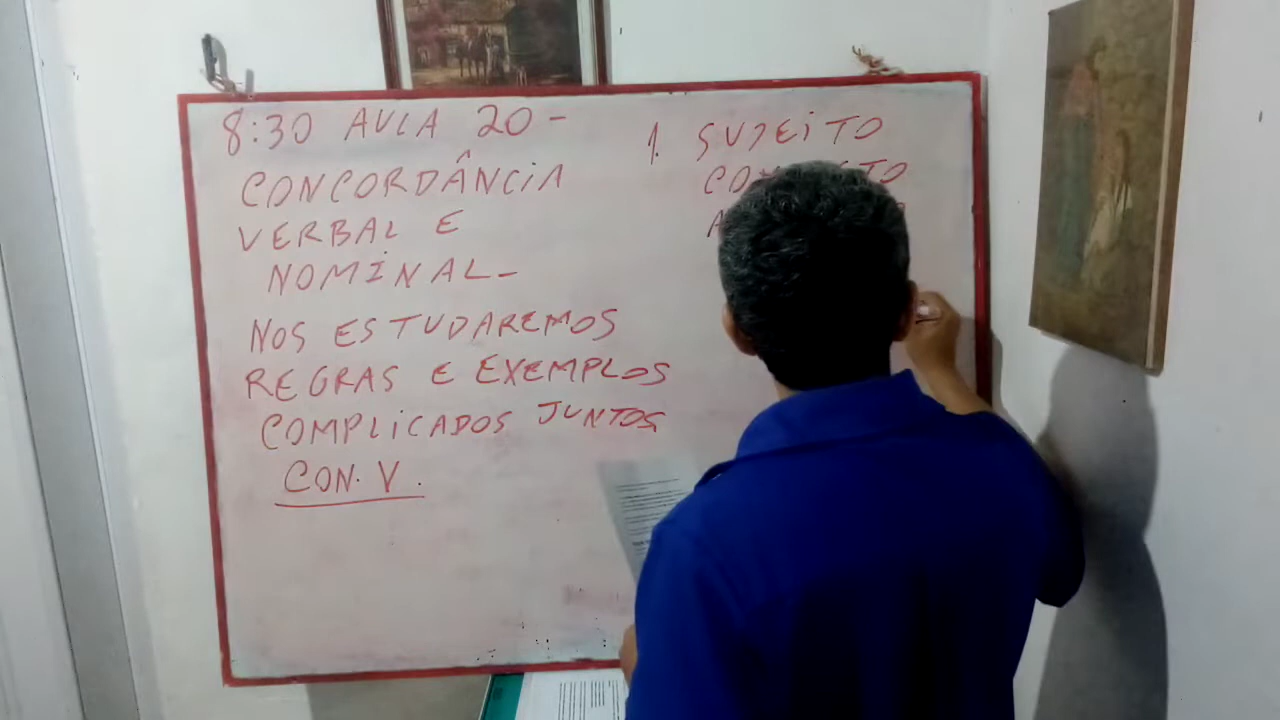 8:30 AULA 20-
CONCORDÂNCIA
VERBAL E
NOMINAL-
NOS ESTUDAREMOS
REGRAS E EXEMPLOS
COMPLICADOS JUNTOS
CON. V.
1. SUJEITO